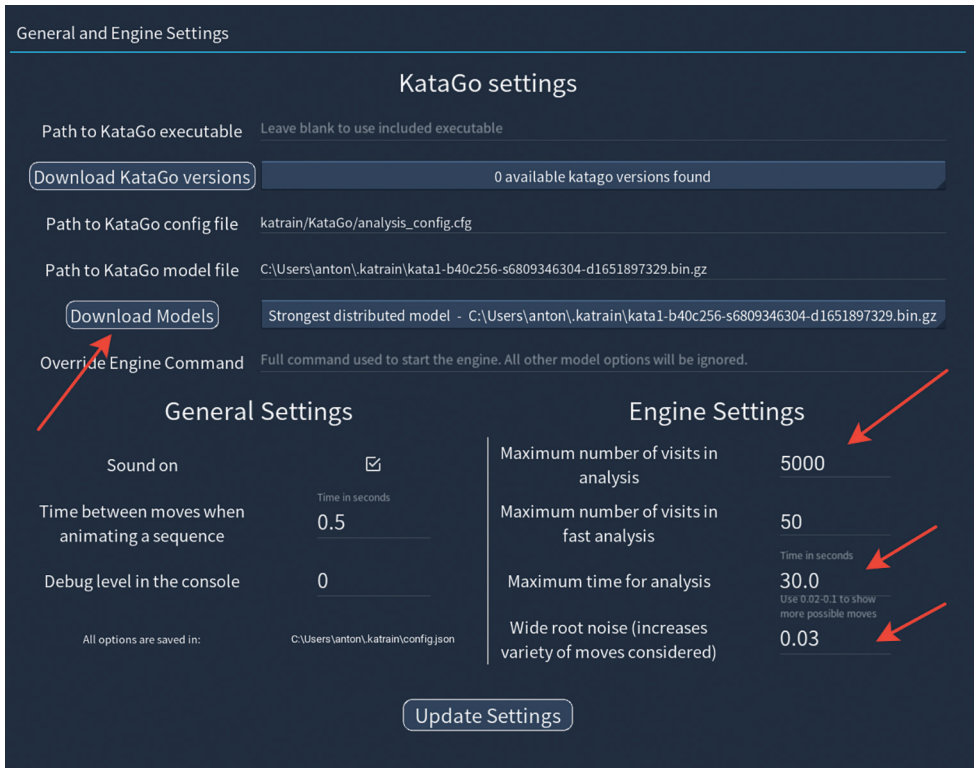 General and Engine Settings
KataGo settings
Path to KataGo executable
Leave blank to use included executable
Download KataGo versions
0 available katago versions found
Path to KataGo config file
katrain/KataGo/analysis_config.cfg
Path to KataGo model file
C:\Users\anton\.katrain\kata1-b40c256-s6809346304-d1651897329.bin.gz
Download Models
Strongest distributed model - C:\Users\anton\.katrain\kata1-b40c256-s6809346304-d1651897329.bin.gz
Override Engine Command
Full command used to start the engine. All other model options will be ignored.
General Settings
Sound on
Time between moves when
animating a sequence
Time in seconds
0.5
Debug level in the console
0
All options are saved in:
C:\Users\anton\.katrain\config.json
Engine Settings
Maximum number of visits in
analysis
5000
Maximum number of visits in
fast analysis
50
Maximum time for analysis
Time in seconds
30.0
Wide root noise (increases
variety of moves considered)
Use 0.02-0.1 to show
more possible moves
0.03
Update Settings